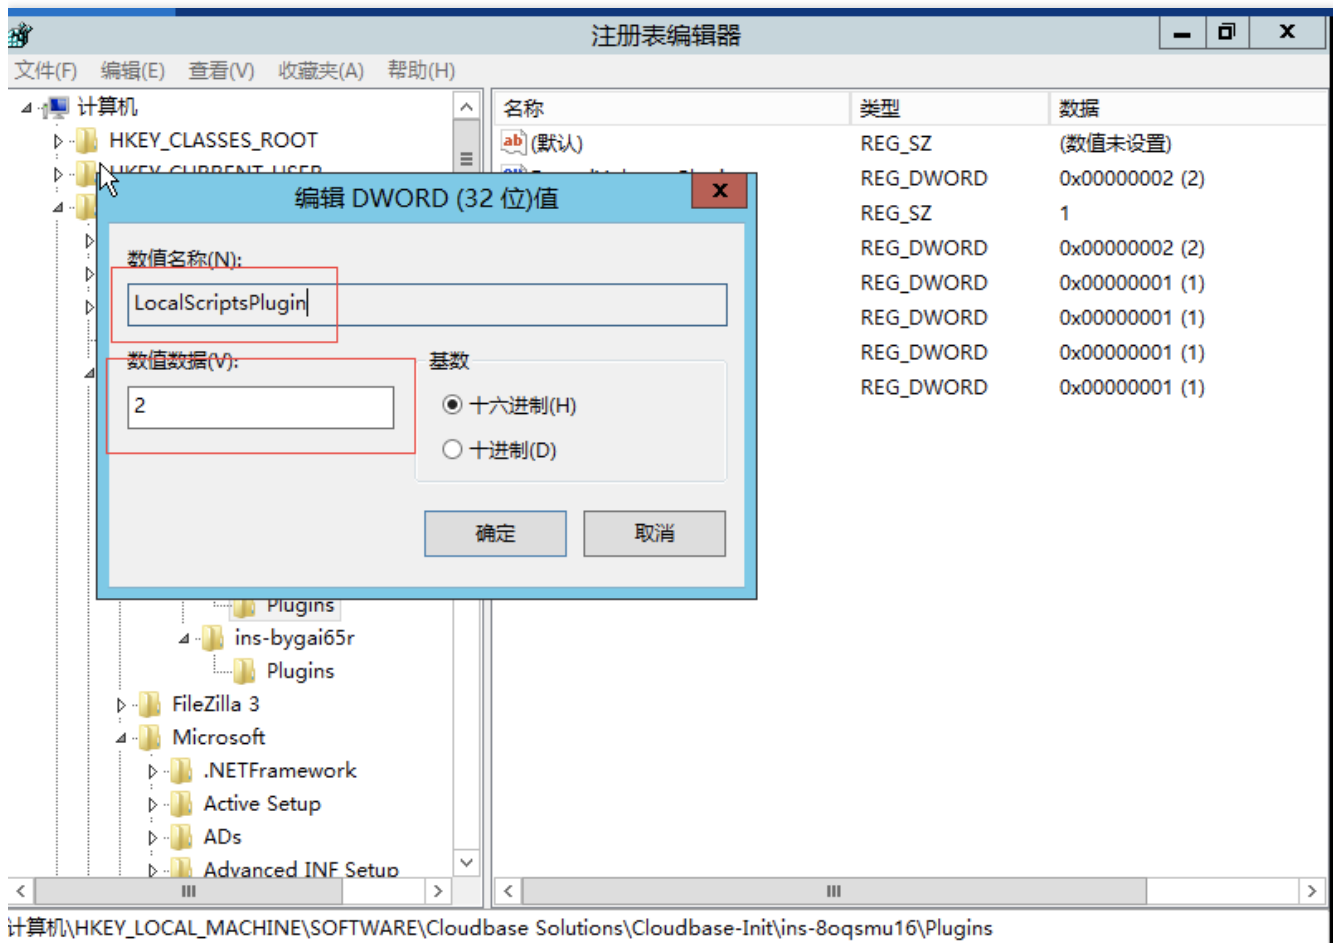 注册表编辑器
文件(F) 编辑(E) 查看(V) 收藏夹(A) 帮助(H)
计算机
HKEY_CLASSES_ROOT
HKEY_CURRENT_USER
名称 类型 数据
(默认) REG_SZ (数值未设置)
REG_DWORD 0x00000002 (2)
REG_SZ 1
REG_DWORD 0x00000002 (2)
REG_DWORD 0x00000001 (1)
REG_DWORD 0x00000001 (1)
REG_DWORD 0x00000001 (1)
REG_DWORD 0x00000001 (1)
编辑 DWORD (32 位)值
数值名称(N):
LocalScriptsPlugin
数值数据(V):
2
基数
十六进制(H)
十进制(D)
确定 取消
Plugins
ins-bygai65r
Plugins
FileZilla 3
Microsoft
.NETFramework
Active Setup
ADs
Advanced INF Setup
计算机\HKEY_LOCAL_MACHINE\SOFTWARE\Cloudbase Solutions\Cloudbase-Init\ins-8oqsmu16\Plugins